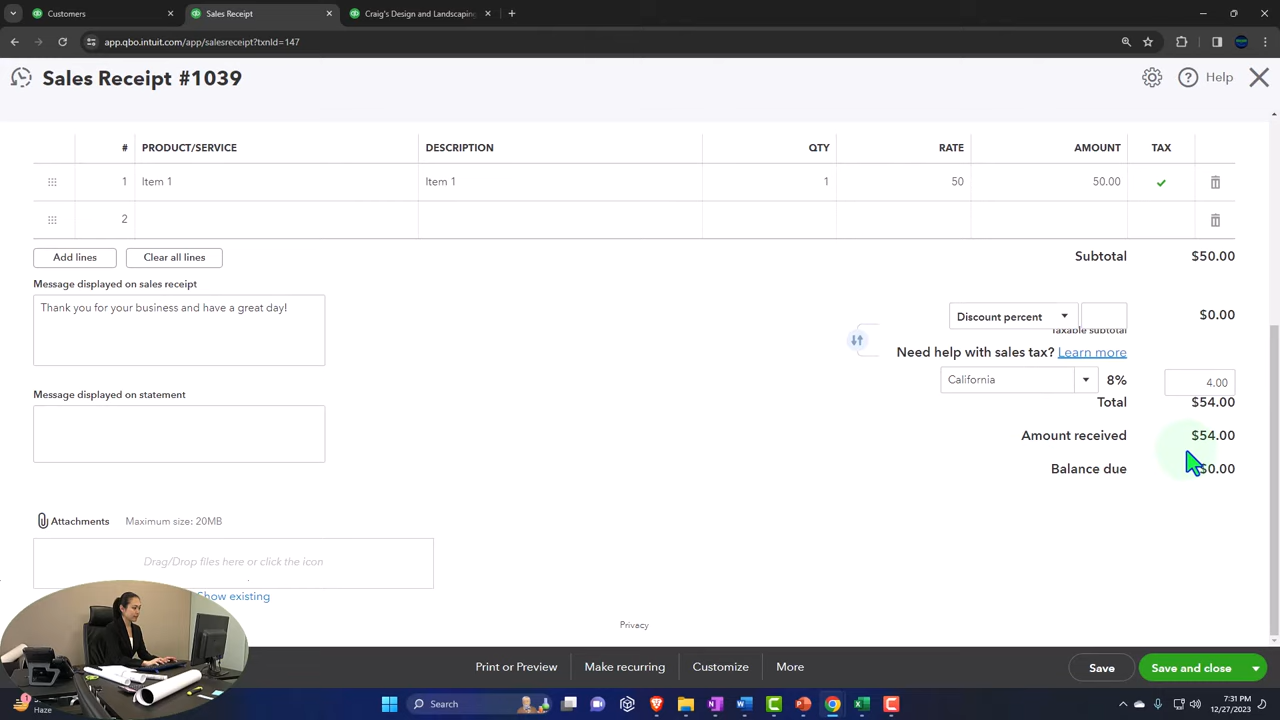 Customers
Sales Receipt
Craig's Design and Landscaping
app.qbo.intuit.com/app/salesreceipt?txnId=147
Sales Receipt #1039
Help
# PRODUCT/SERVICE DESCRIPTION QTY RATE AMOUNT TAX
1 Item 1 Item 1 1 50 50.00
2
Add lines Clear all lines Subtotal $50.00
Message displayed on sales receipt
Thank you for your business and have a great day!
Discount percent $0.00
Taxable subtotal
Need help with sales tax? Learn more
California 8% 4.00
Message displayed on statement
Total $54.00
Amount received $54.00
Balance due $0.00
Attachments Maximum size: 20MB
Drag/Drop files here or click the icon
Show existing
Privacy
Print or Preview Make recurring Customize More Save Save and close
1
Haze
Search
7:31 PM
12/27/2023